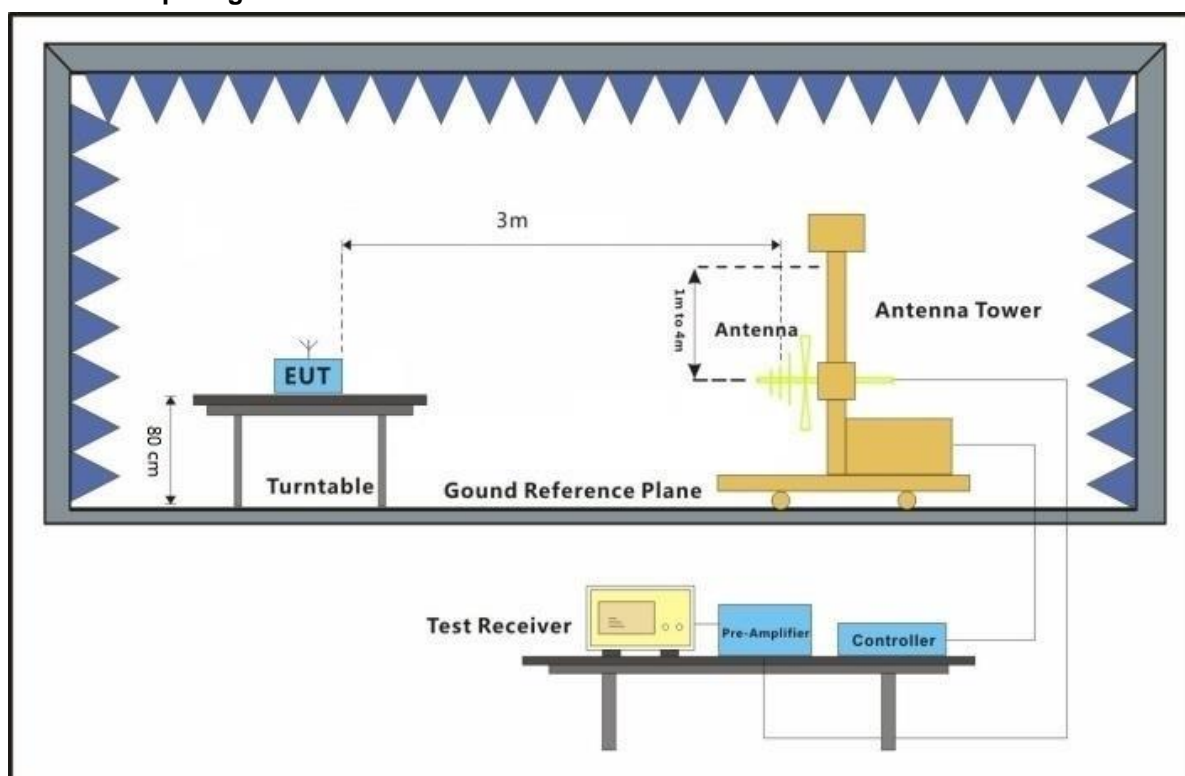 3m
1m to 4m
Antenna
Antenna Tower
EUT
80 cm
Turntable
Gound Reference Plane
Test Receiver
Pre-Amplifier
Controller